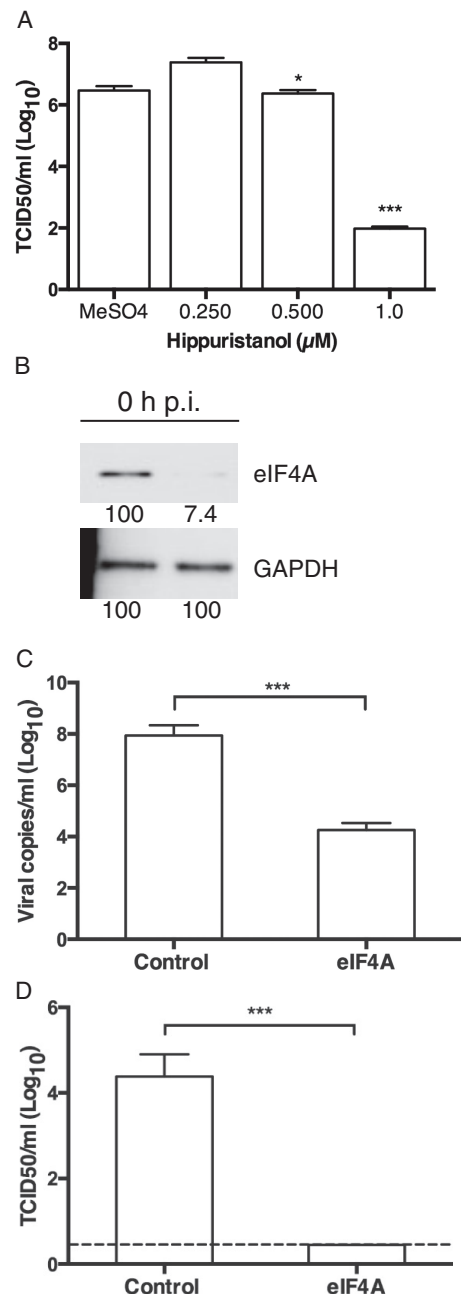 A
TCID50/ml (Log10)
8
6
4
2
0
*
***
MeSO4 0.250 0.500 1.0
Hippuristanol (µM)
B
0 h p.i.
eIF4A
100 7.4
GAPDH
100 100
C
Viral copies/ml (Log10)
10
8
6
4
2
0
***
Control eIF4A
D
TCID50/ml (Log10)
6
4
2
0
***
Control eIF4A